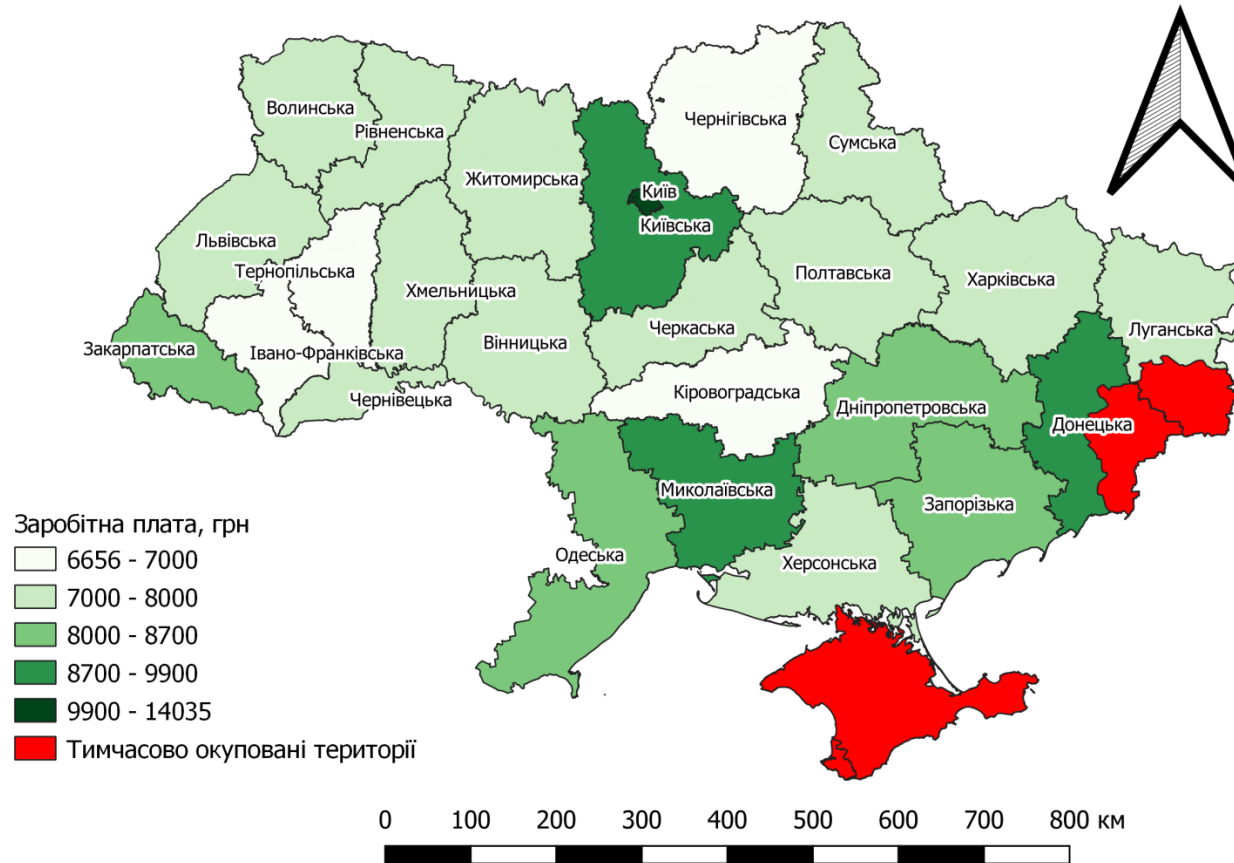 Волинська
Рівненська
Чернігівська
Сумська
Житомирська
Київ
Київська
Львівська
Тернопільська
Полтавська
Харківська
Хмельницька
Луганська
Черкаська
Закарпатська
Івано-Франківська
Вінницька
Чернівецька
Кіровоградська
Дніпропетровська
Донецька
Миколаївська
Запорізька
Одеська
Херсонська
Заробітна плата, грн
6656 - 7000
7000 - 8000
8000 - 8700
8700 - 9900
9900 - 14035
Тимчасово окуповані території
0 100 200 300 400 500 600 700 800 км